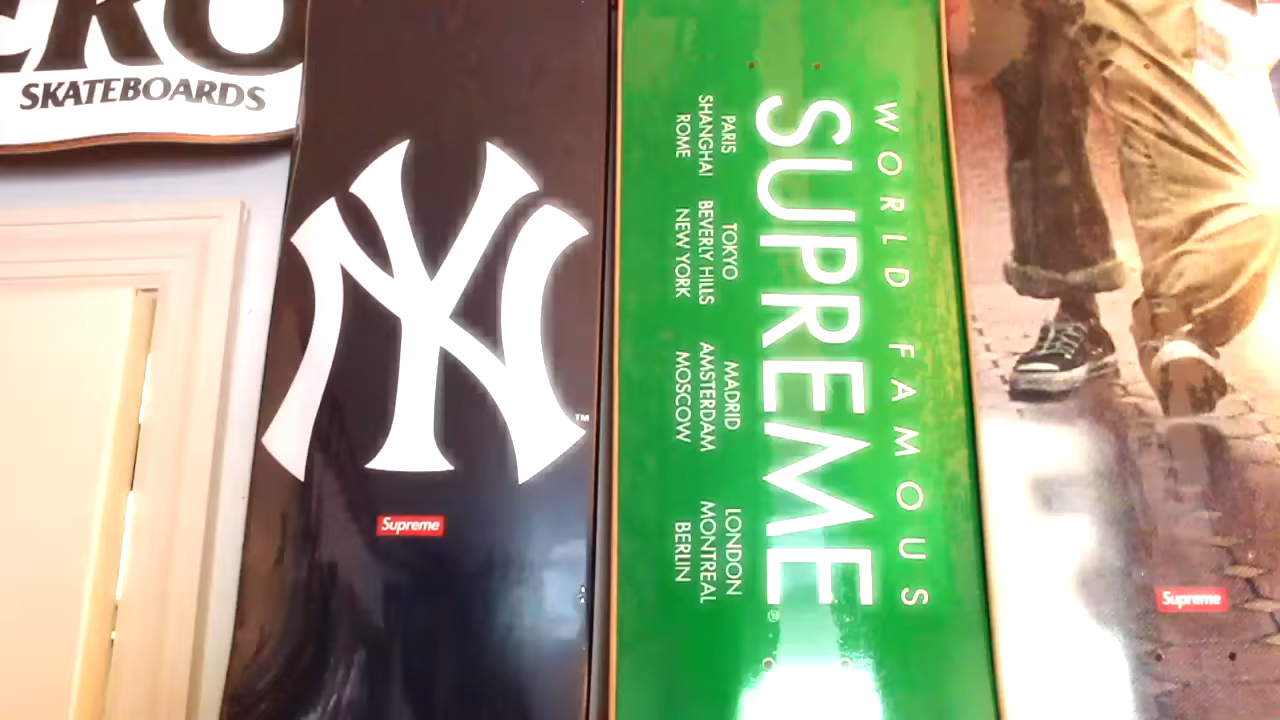 SKATEBOARDS
NY
TM
Supreme
WORLD FAMOUS
SUPREME®
PARIS TOKYO MADRID LONDON
SHANGHAI BEVERLY HILLS AMSTERDAM MONTREAL
ROME NEW YORK MOSCOW BERLIN
Supreme